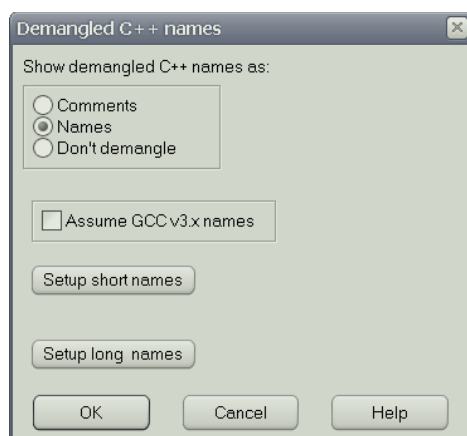 Demangled C++ names
Show demangled C++ names as:
Comments
Names
Don't demangle
Assume GCC v3.x names
Setup short names
Setup long names
OK Cancel Help